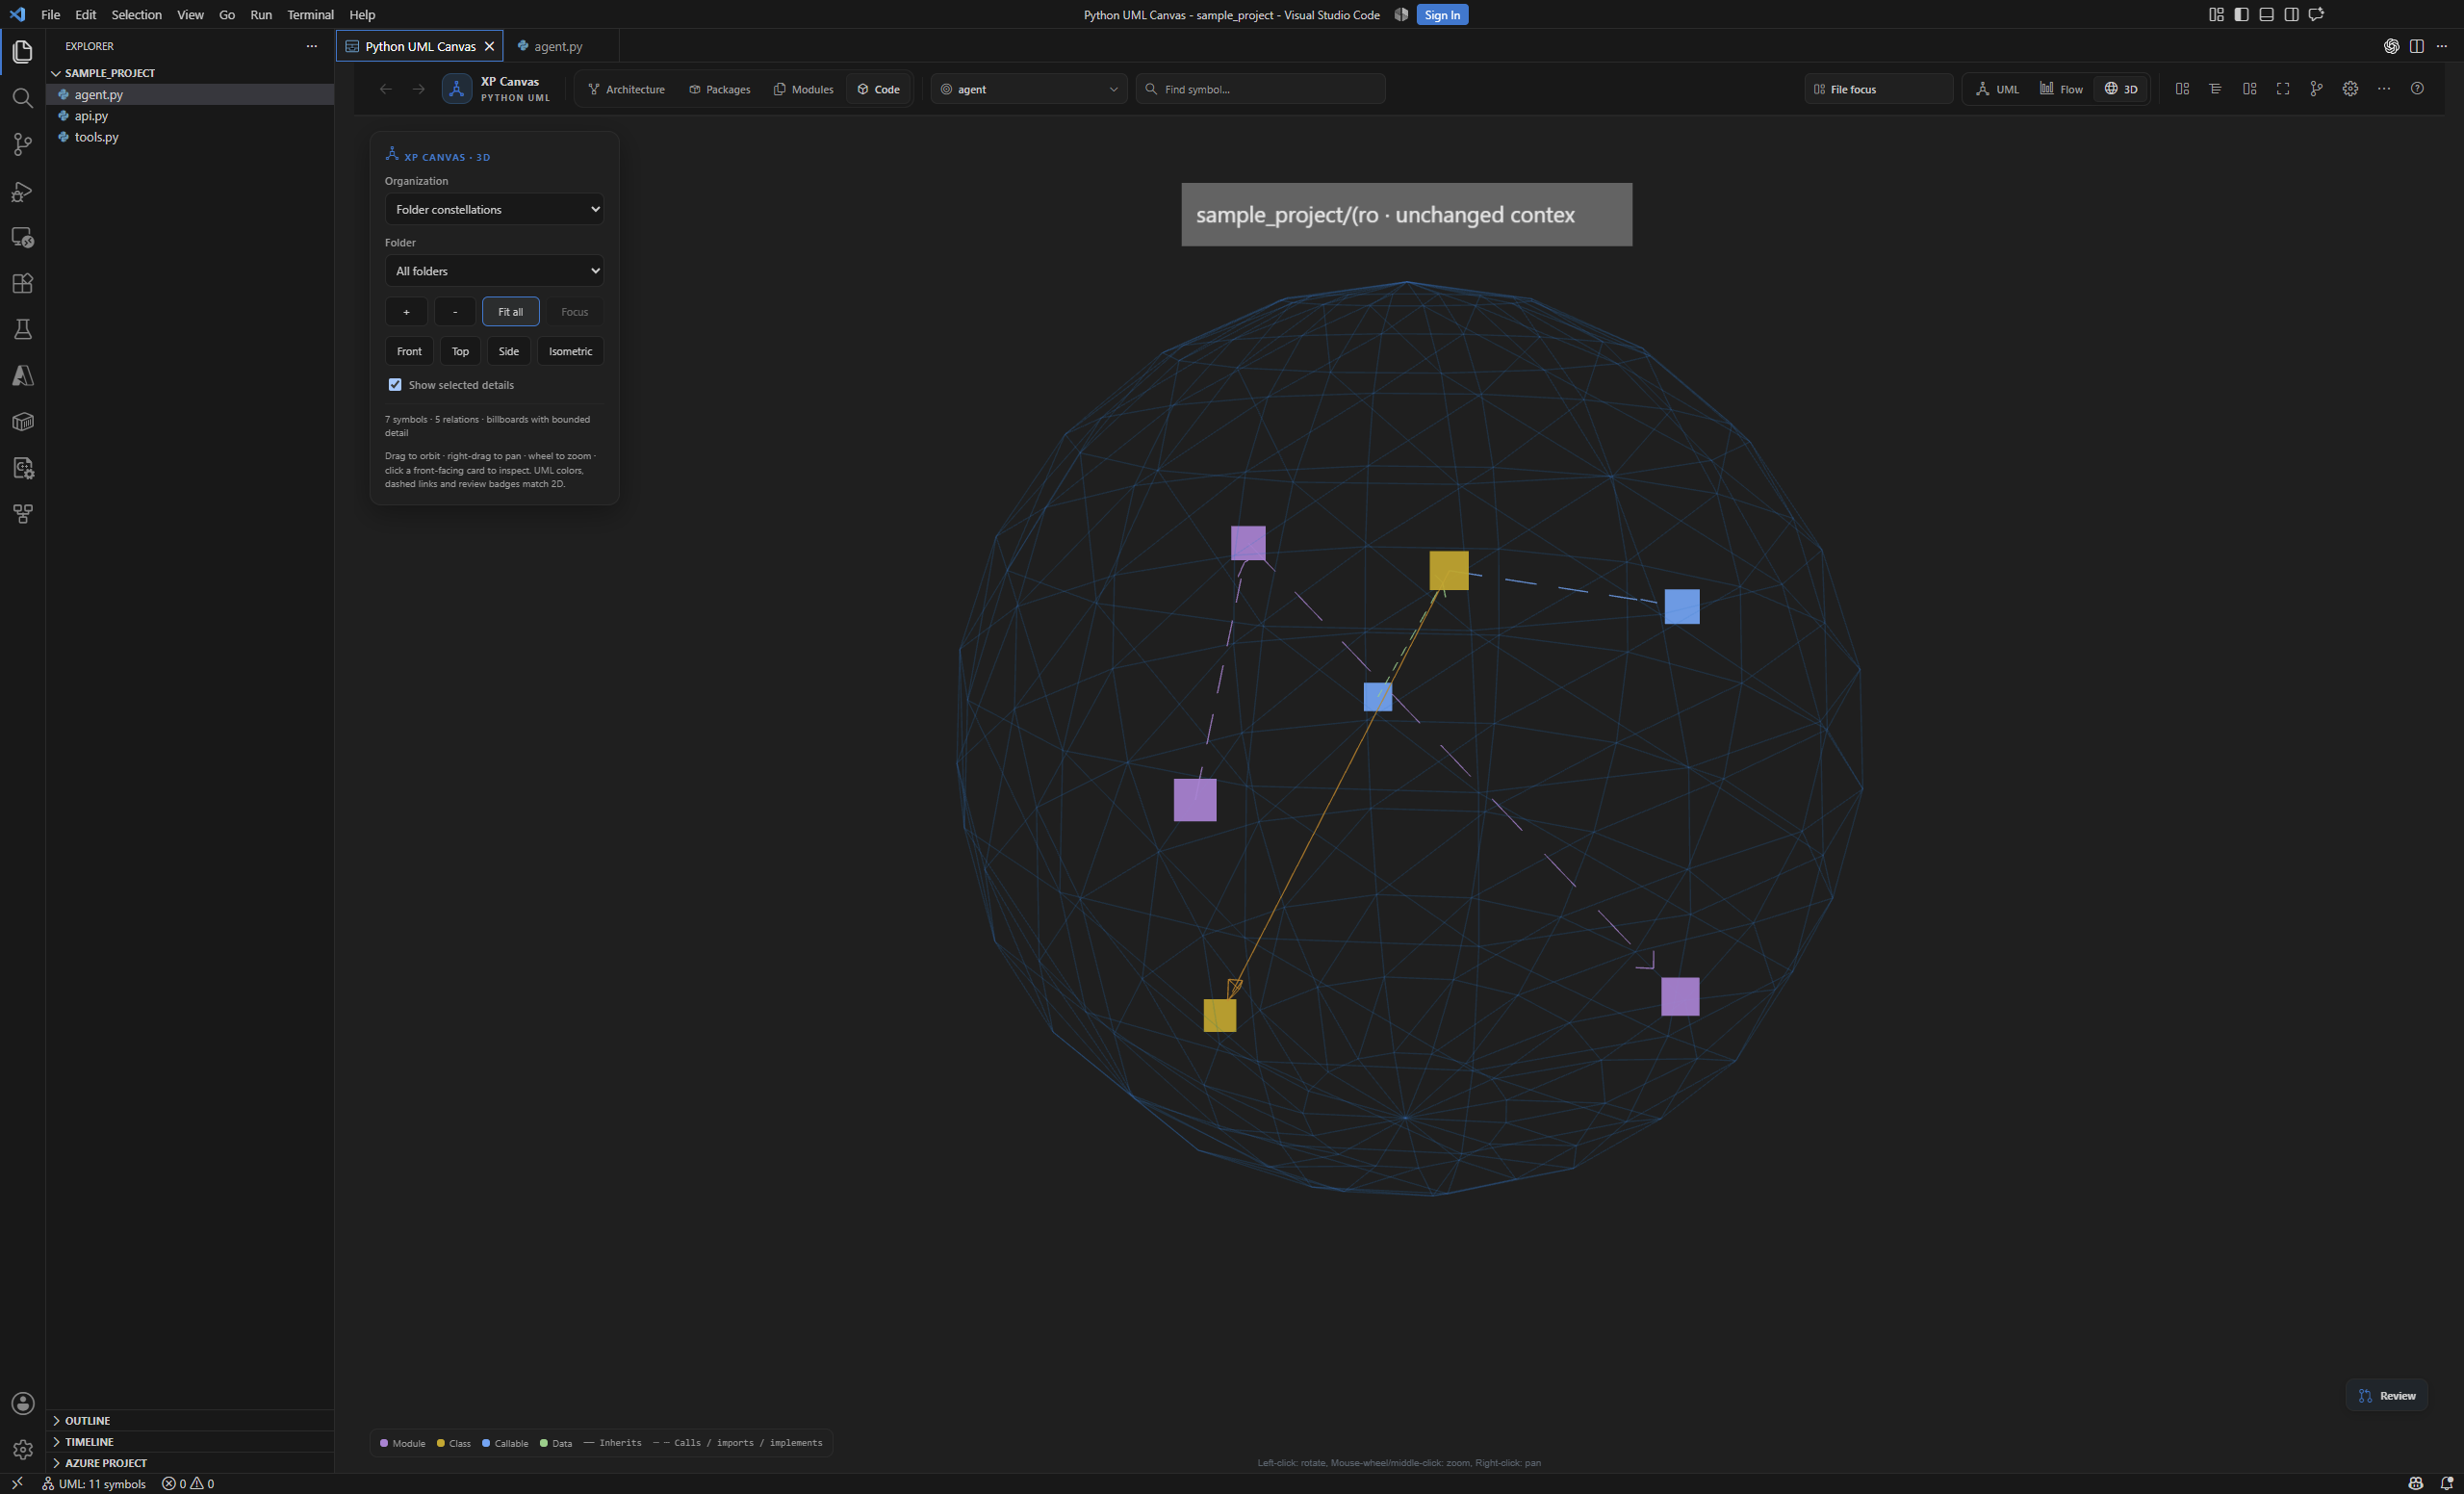 File Edit Selection View Go Run Terminal Help
Python UML Canvas - sample_project - Visual Studio Code
Sign In
EXPLORER
SAMPLE_PROJECT
agent.py
api.py
tools.py
Python UML Canvas
agent.py
XP Canvas
PYTHON UML
Architecture
Packages
Modules
Code
agent
Find symbol...
File focus
UML
Flow
3D
XP CANVAS · 3D
Organization
Folder constellations
Folder
All folders
+ - Fit all Focus
Front Top Side Isometric
Show selected details
7 symbols · 5 relations · billboards with bounded
detail
Drag to orbit · right-drag to pan · wheel to zoom ·
click a front-facing card to inspect. UML colors,
dashed links and review badges match 2D.
sample_project/(ro · unchanged contex
Review
Module Class Callable Data Inherits Calls / imports / implements
Left-click: rotate, Mouse-wheel/middle-click: zoom, Right-click: pan
OUTLINE
TIMELINE
AZURE PROJECT
UML: 11 symbols 0 0